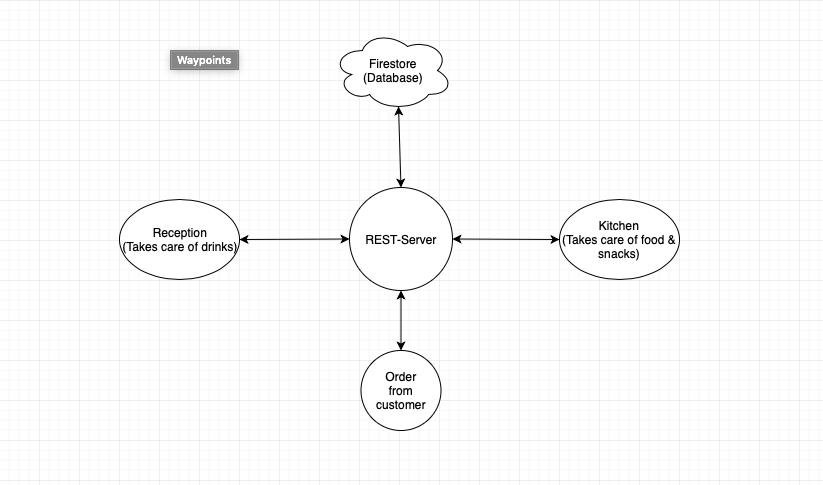 Waypoints
Firestore
(Database)
Reception
(Takes care of drinks)
REST-Server
Kitchen
(Takes care of food &
snacks)
Order
from
customer